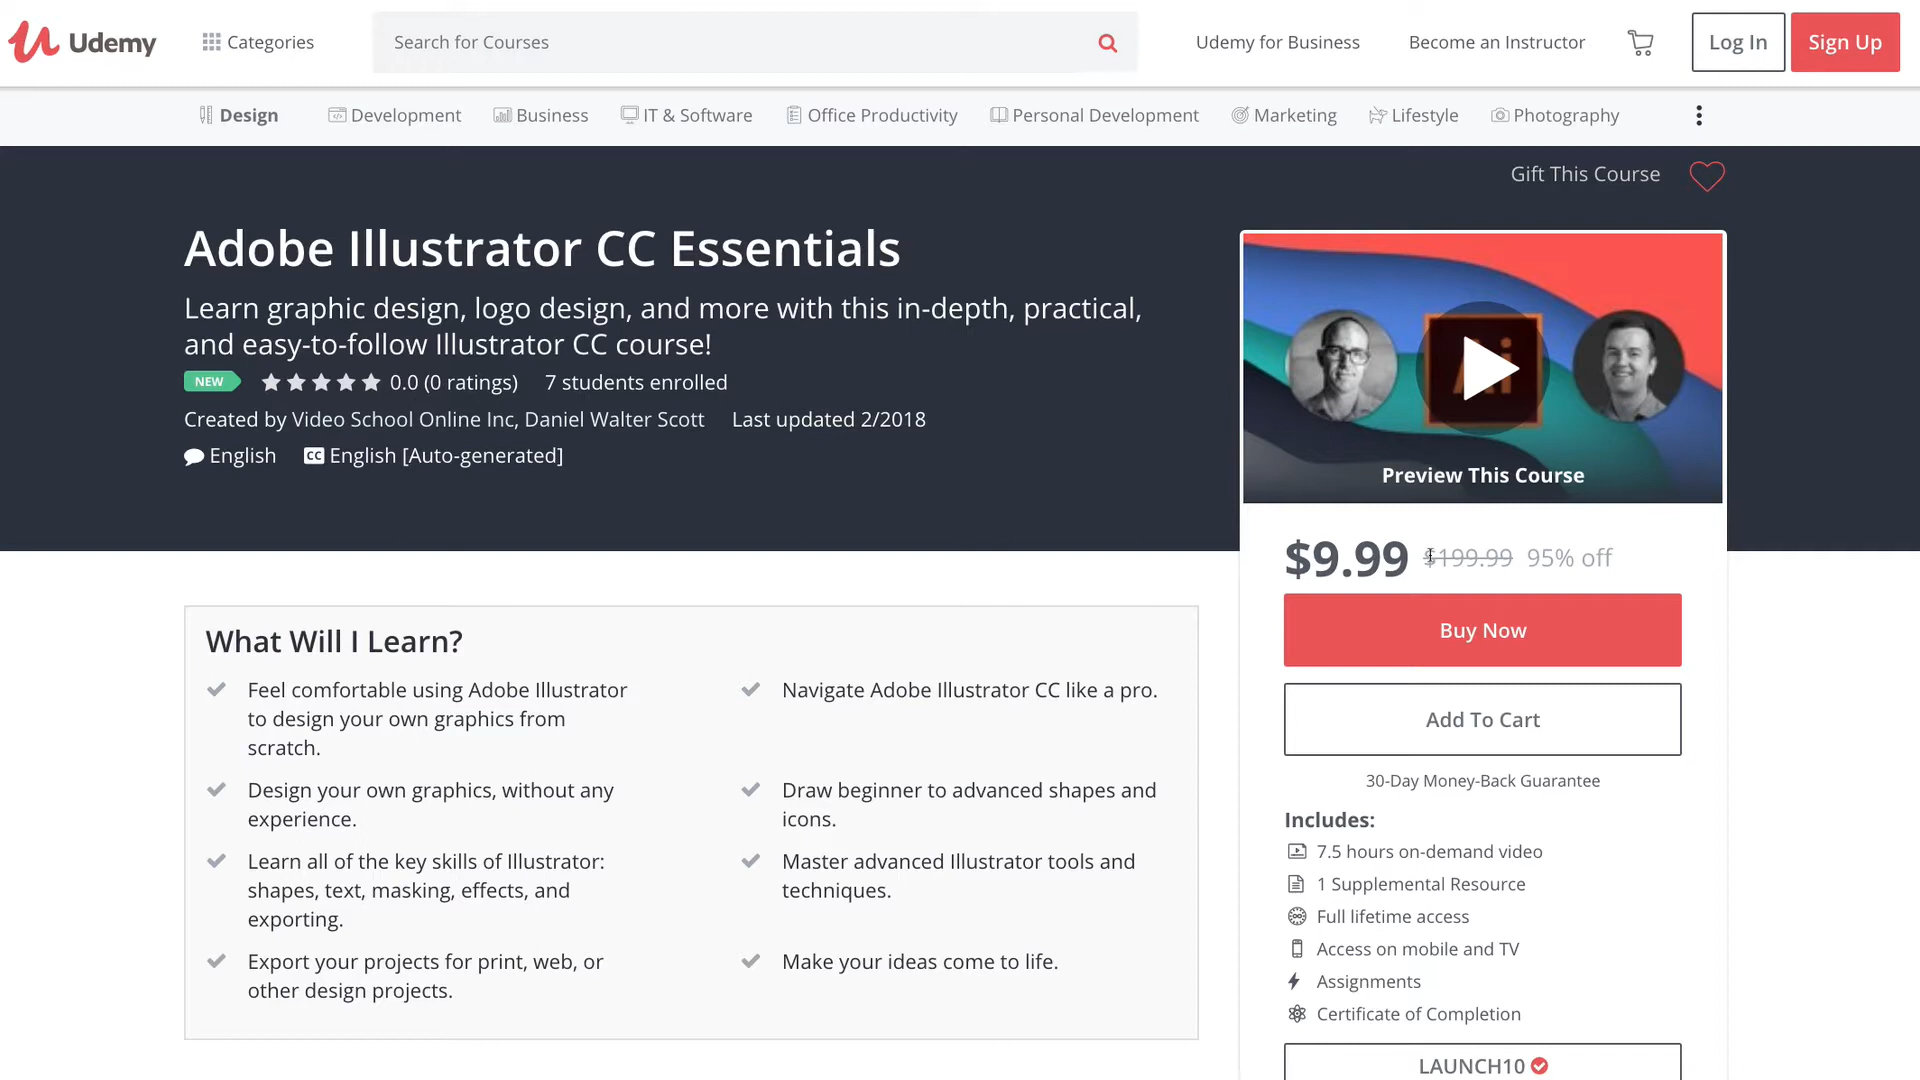 Udemy
Categories
Search for Courses
Udemy for Business
Become an Instructor
Log In
Sign Up
Design
Development
Business
IT & Software
Office Productivity
Personal Development
Marketing
Lifestyle
Photography
Gift This Course
Adobe Illustrator CC Essentials
Learn graphic design, logo design, and more with this in-depth, practical,
and easy-to-follow Illustrator CC course!
NEW 0.0 (0 ratings) 7 students enrolled
Created by Video School Online Inc, Daniel Walter Scott Last updated 2/2018
English CC English [Auto-generated]
Ai
Preview This Course
$9.99 $199.99 95% off
Buy Now
Add To Cart
30-Day Money-Back Guarantee
Includes:
7.5 hours on-demand video
1 Supplemental Resource
Full lifetime access
Access on mobile and TV
Assignments
Certificate of Completion
LAUNCH10
What Will I Learn?
Feel comfortable using Adobe Illustrator
to design your own graphics from
scratch.
Navigate Adobe Illustrator CC like a pro.
Design your own graphics, without any
experience.
Draw beginner to advanced shapes and
icons.
Learn all of the key skills of Illustrator:
shapes, text, masking, effects, and
exporting.
Master advanced Illustrator tools and
techniques.
Export your projects for print, web, or
other design projects.
Make your ideas come to life.